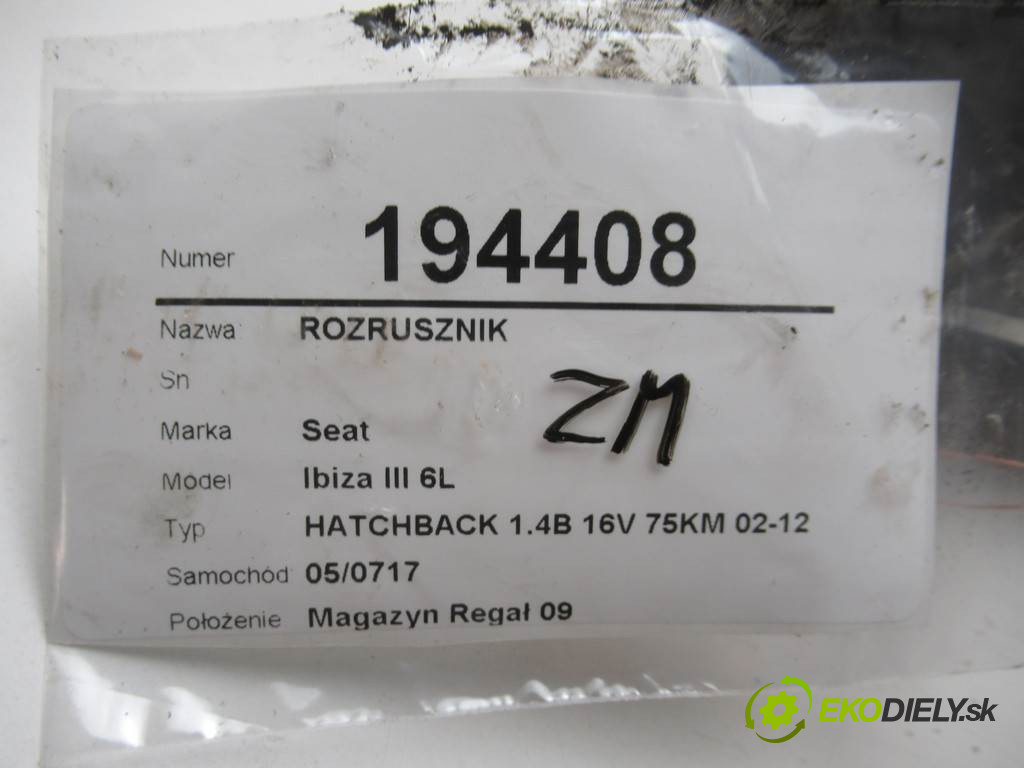 Numer 194408
Nazwa ROZRUSZNIK
Sn
ZM
Marka Seat
Model Ibiza III 6L
Typ HATCHBACK 1.4B 16V 75KM 02-12
Samochód 05/0717
Położenie Magazyn Regał 09
EKODIELY.sk